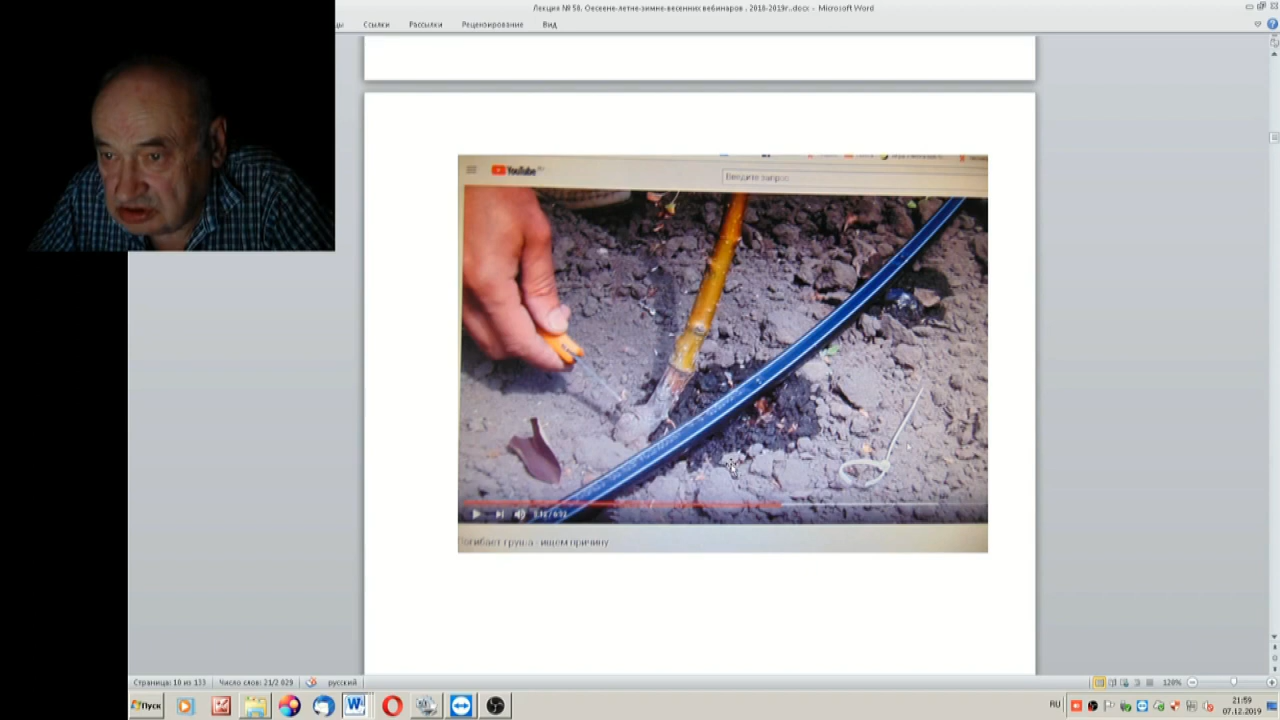 Лекция № 58. Оесеене-летне-зимне-весенних вебинаров . 2018-2019г..docx - Microsoft Word
Ссылки Рассылки Рецензирование Вид
YouTube
Введите запрос
огибает груша - ищем причину
Страница: 10 из 133 Число слов: 21/2 029 русский 120%
Пуск RU 21:59
07.12.2019